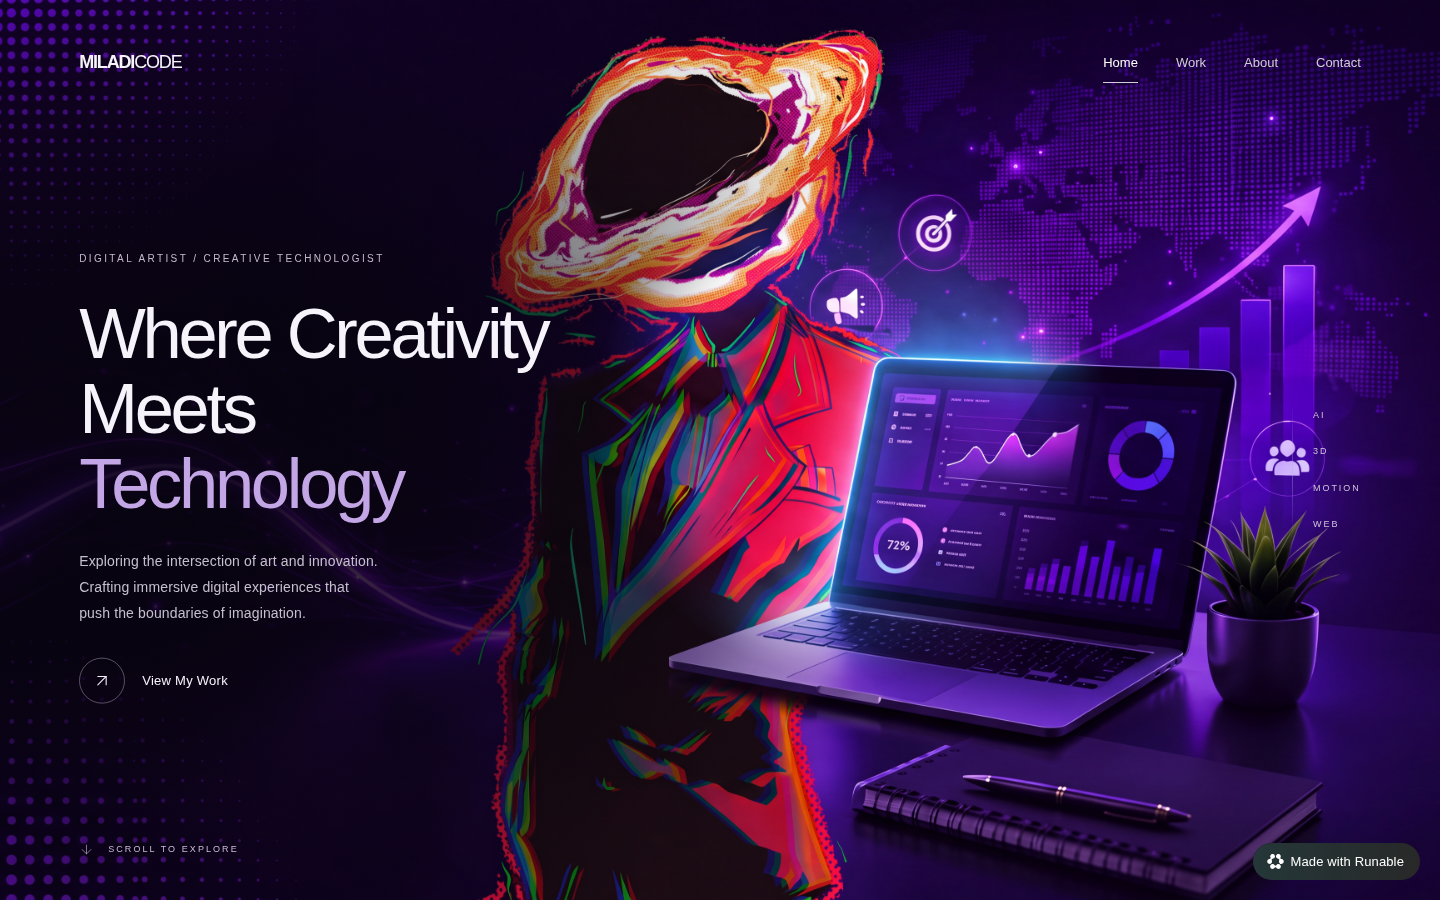 MILADICODE
Home
Work
About
Contact
DIGITAL ARTIST / CREATIVE TECHNOLOGIST
Where Creativity
Meets
Technology
Exploring the intersection of art and innovation.
Crafting immersive digital experiences that
push the boundaries of imagination.
View My Work
72%
AI
3D
MOTION
WEB
SCROLL TO EXPLORE
Made with Runable